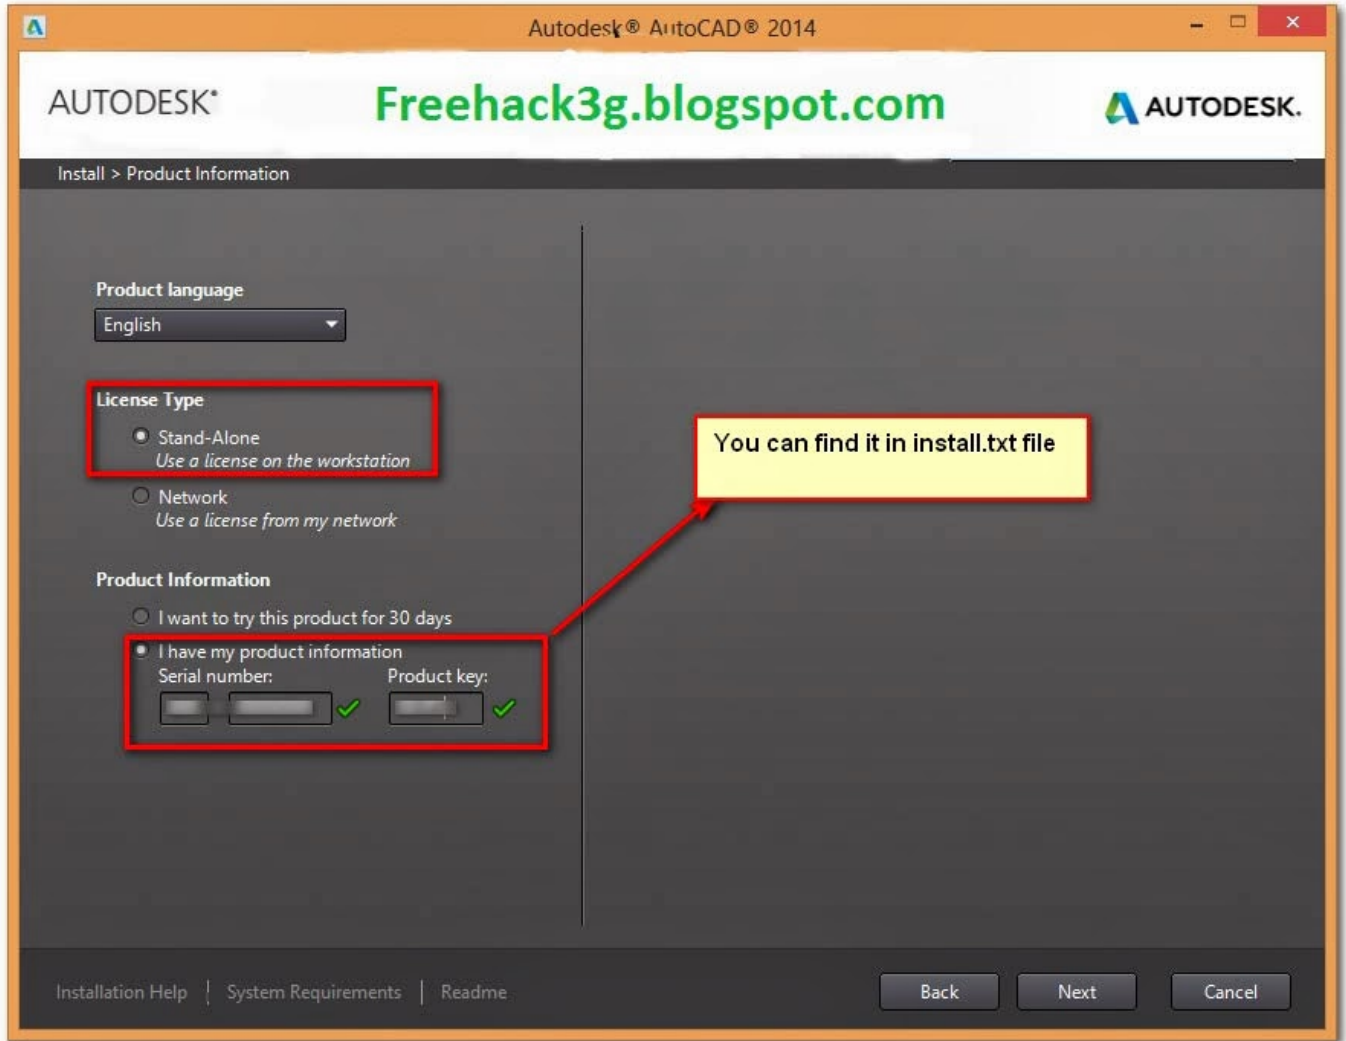 Autodesk® AutoCAD® 2014
AUTODESK®
Freehack3g.blogspot.com
AUTODESK.
Install > Product Information
Product language
English
License Type
Stand-Alone
Use a license on the workstation
Network
Use a license from my network
You can find it in install.txt file
Product Information
I want to try this product for 30 days
I have my product information
Serial number: Product key:
Installation Help | System Requirements | Readme
Back Next Cancel